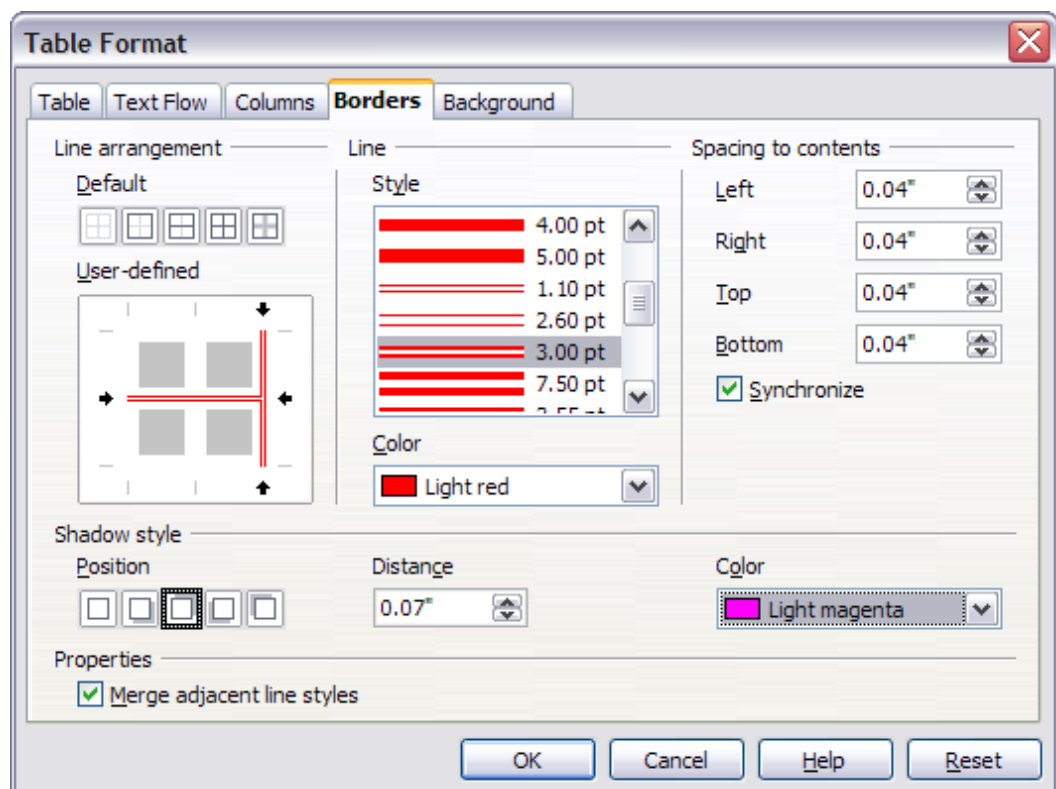 Table Format
Table Text Flow Columns Borders Background
Line arrangement
Default
User-defined
Line
Style
4.00 pt
5.00 pt
1.10 pt
2.60 pt
3.00 pt
7.50 pt
Color
Light red
Spacing to contents
Left 0.04"
Right 0.04"
Top 0.04"
Bottom 0.04"
Synchronize
Shadow style
Position
Distance
0.07"
Color
Light magenta
Properties
Merge adjacent line styles
OK Cancel Help Reset